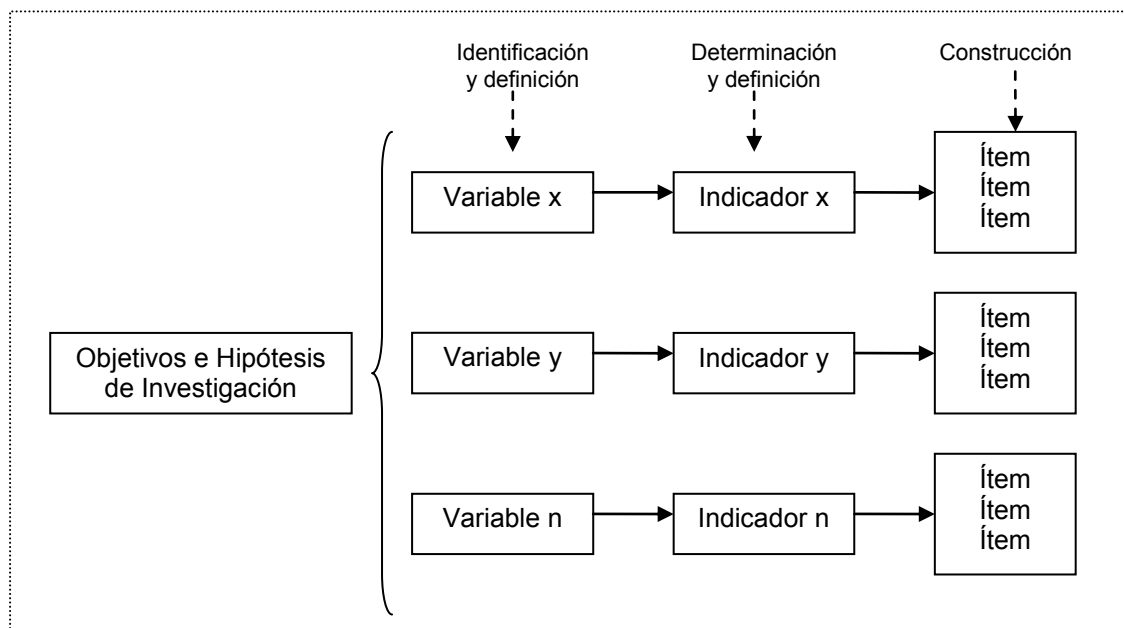 Identificación
y definición
Determinación
y definición
Construcción
Variable x
Indicador x
Ítem
Ítem
Ítem
Objetivos e Hipótesis
de Investigación
Variable y
Indicador y
Ítem
Ítem
Ítem
Variable n
Indicador n
Ítem
Ítem
Ítem